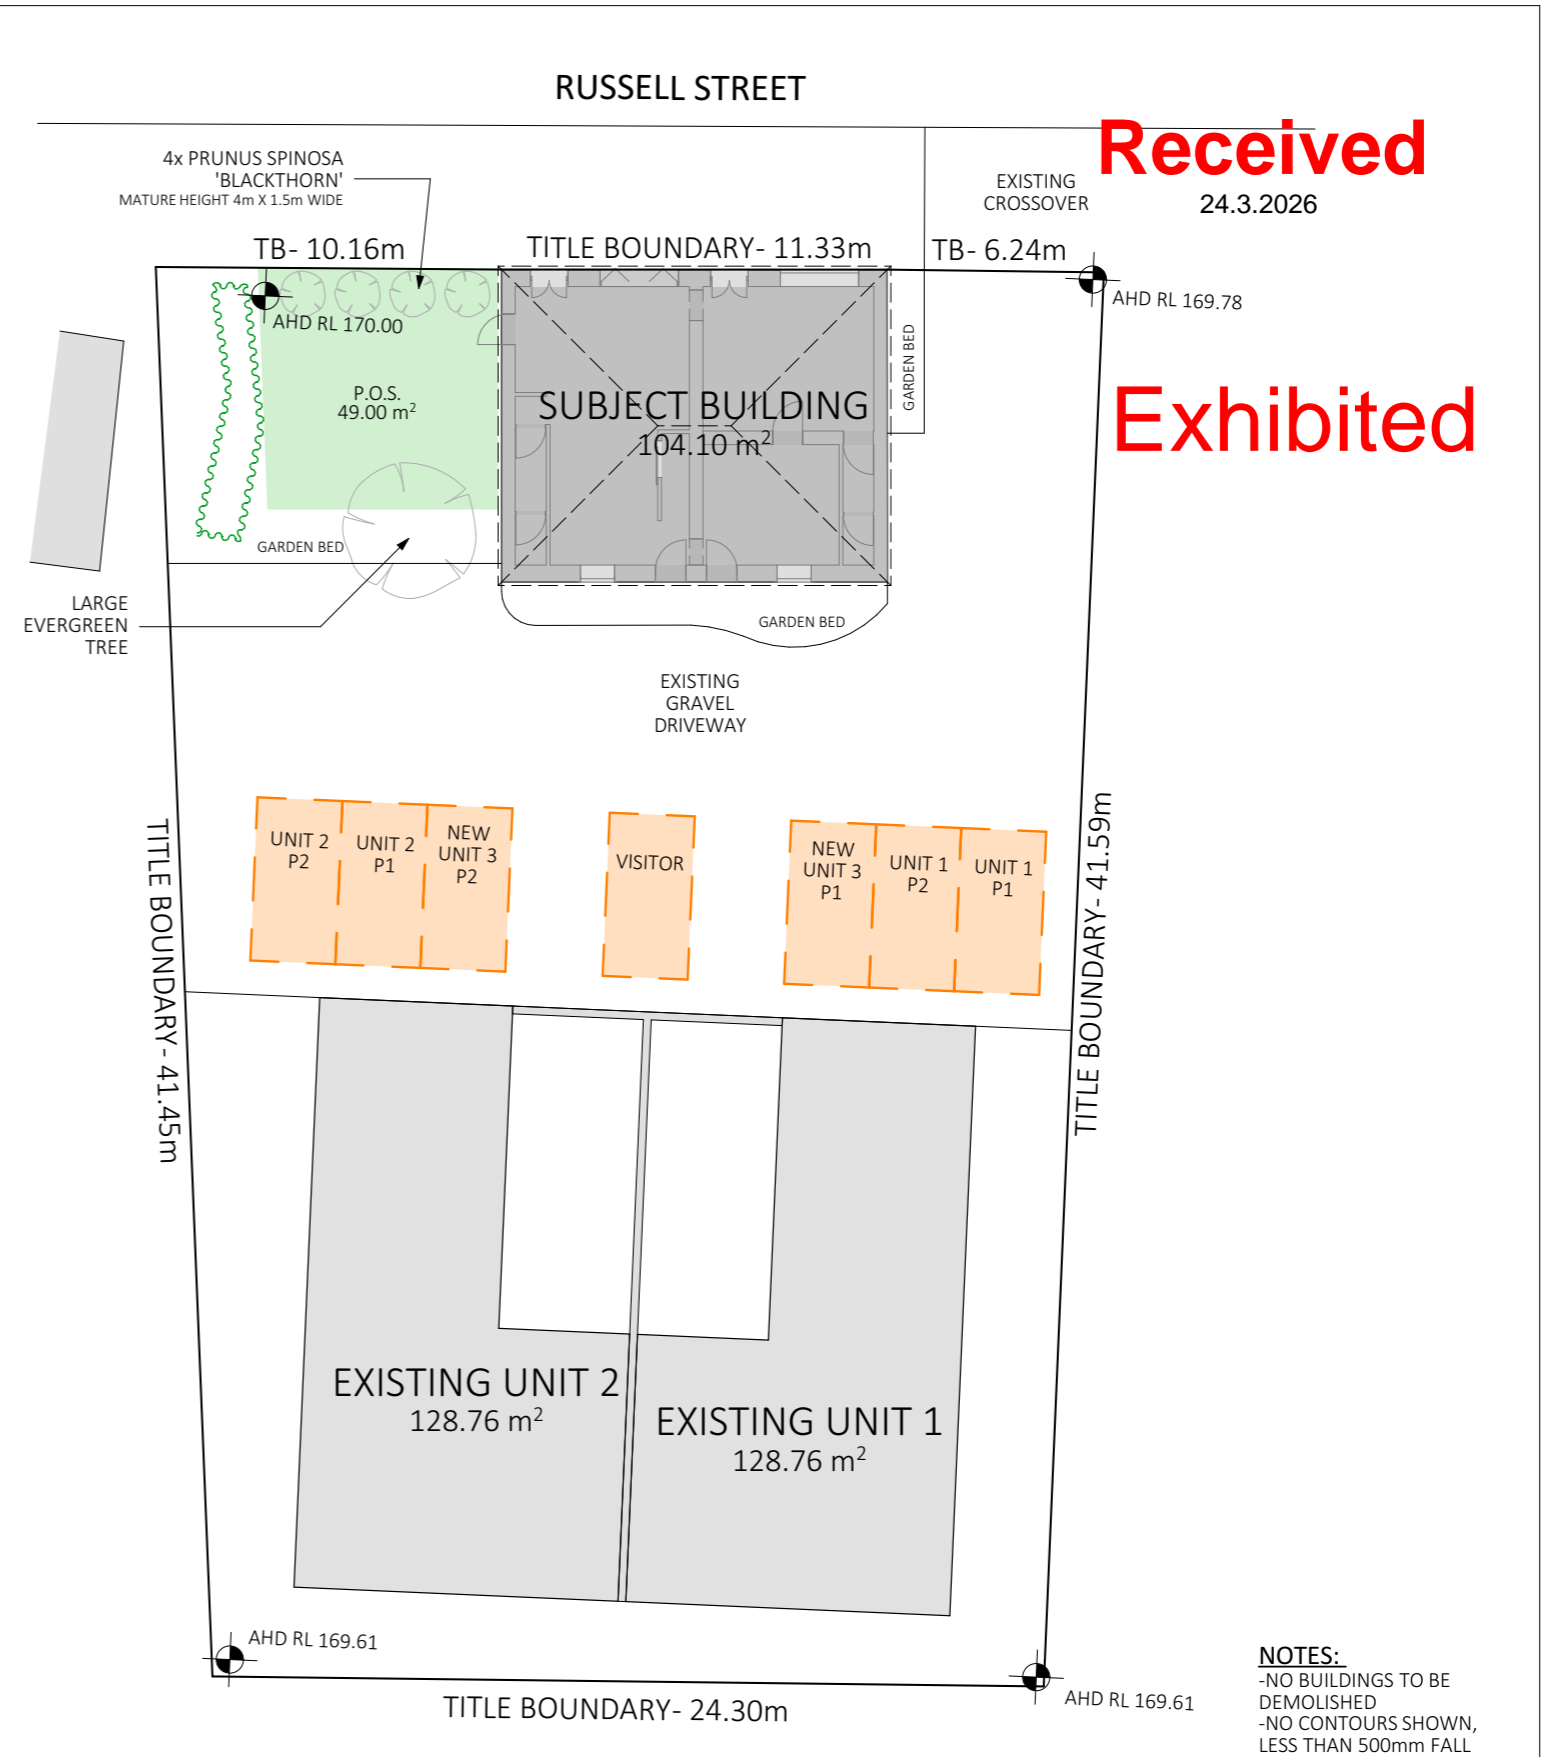 RUSSELL STREET
Received
24.3.2026
4x PRUNUS SPINOSA
'BLACKTHORN'
MATURE HEIGHT 4m X 1.5m WIDE
EXISTING
CROSSOVER
TB- 10.16m
TITLE BOUNDARY- 11.33m
TB- 6.24m
AHD RL 169.78
AHD RL 170.00
Exhibited
P.O.S.
49.00 m²
SUBJECT BUILDING
104.10 m²
GARDEN BED
GARDEN BED
LARGE
EVERGREEN
TREE
GARDEN BED
EXISTING
GRAVEL
DRIVEWAY
UNIT 2
P2
UNIT 2
P1
NEW
UNIT 3
P2
VISITOR
NEW
UNIT 3
P1
UNIT 1
P2
UNIT 1
P1
TITLE BOUNDARY- 41.45m
TITLE BOUNDARY- 41.59m
EXISTING UNIT 2
128.76 m²
EXISTING UNIT 1
128.76 m²
AHD RL 169.61
TITLE BOUNDARY- 24.30m
AHD RL 169.61
NOTES:
-NO BUILDINGS TO BE
DEMOLISHED
-NO CONTOURS SHOWN,
LESS THAN 500mm FALL